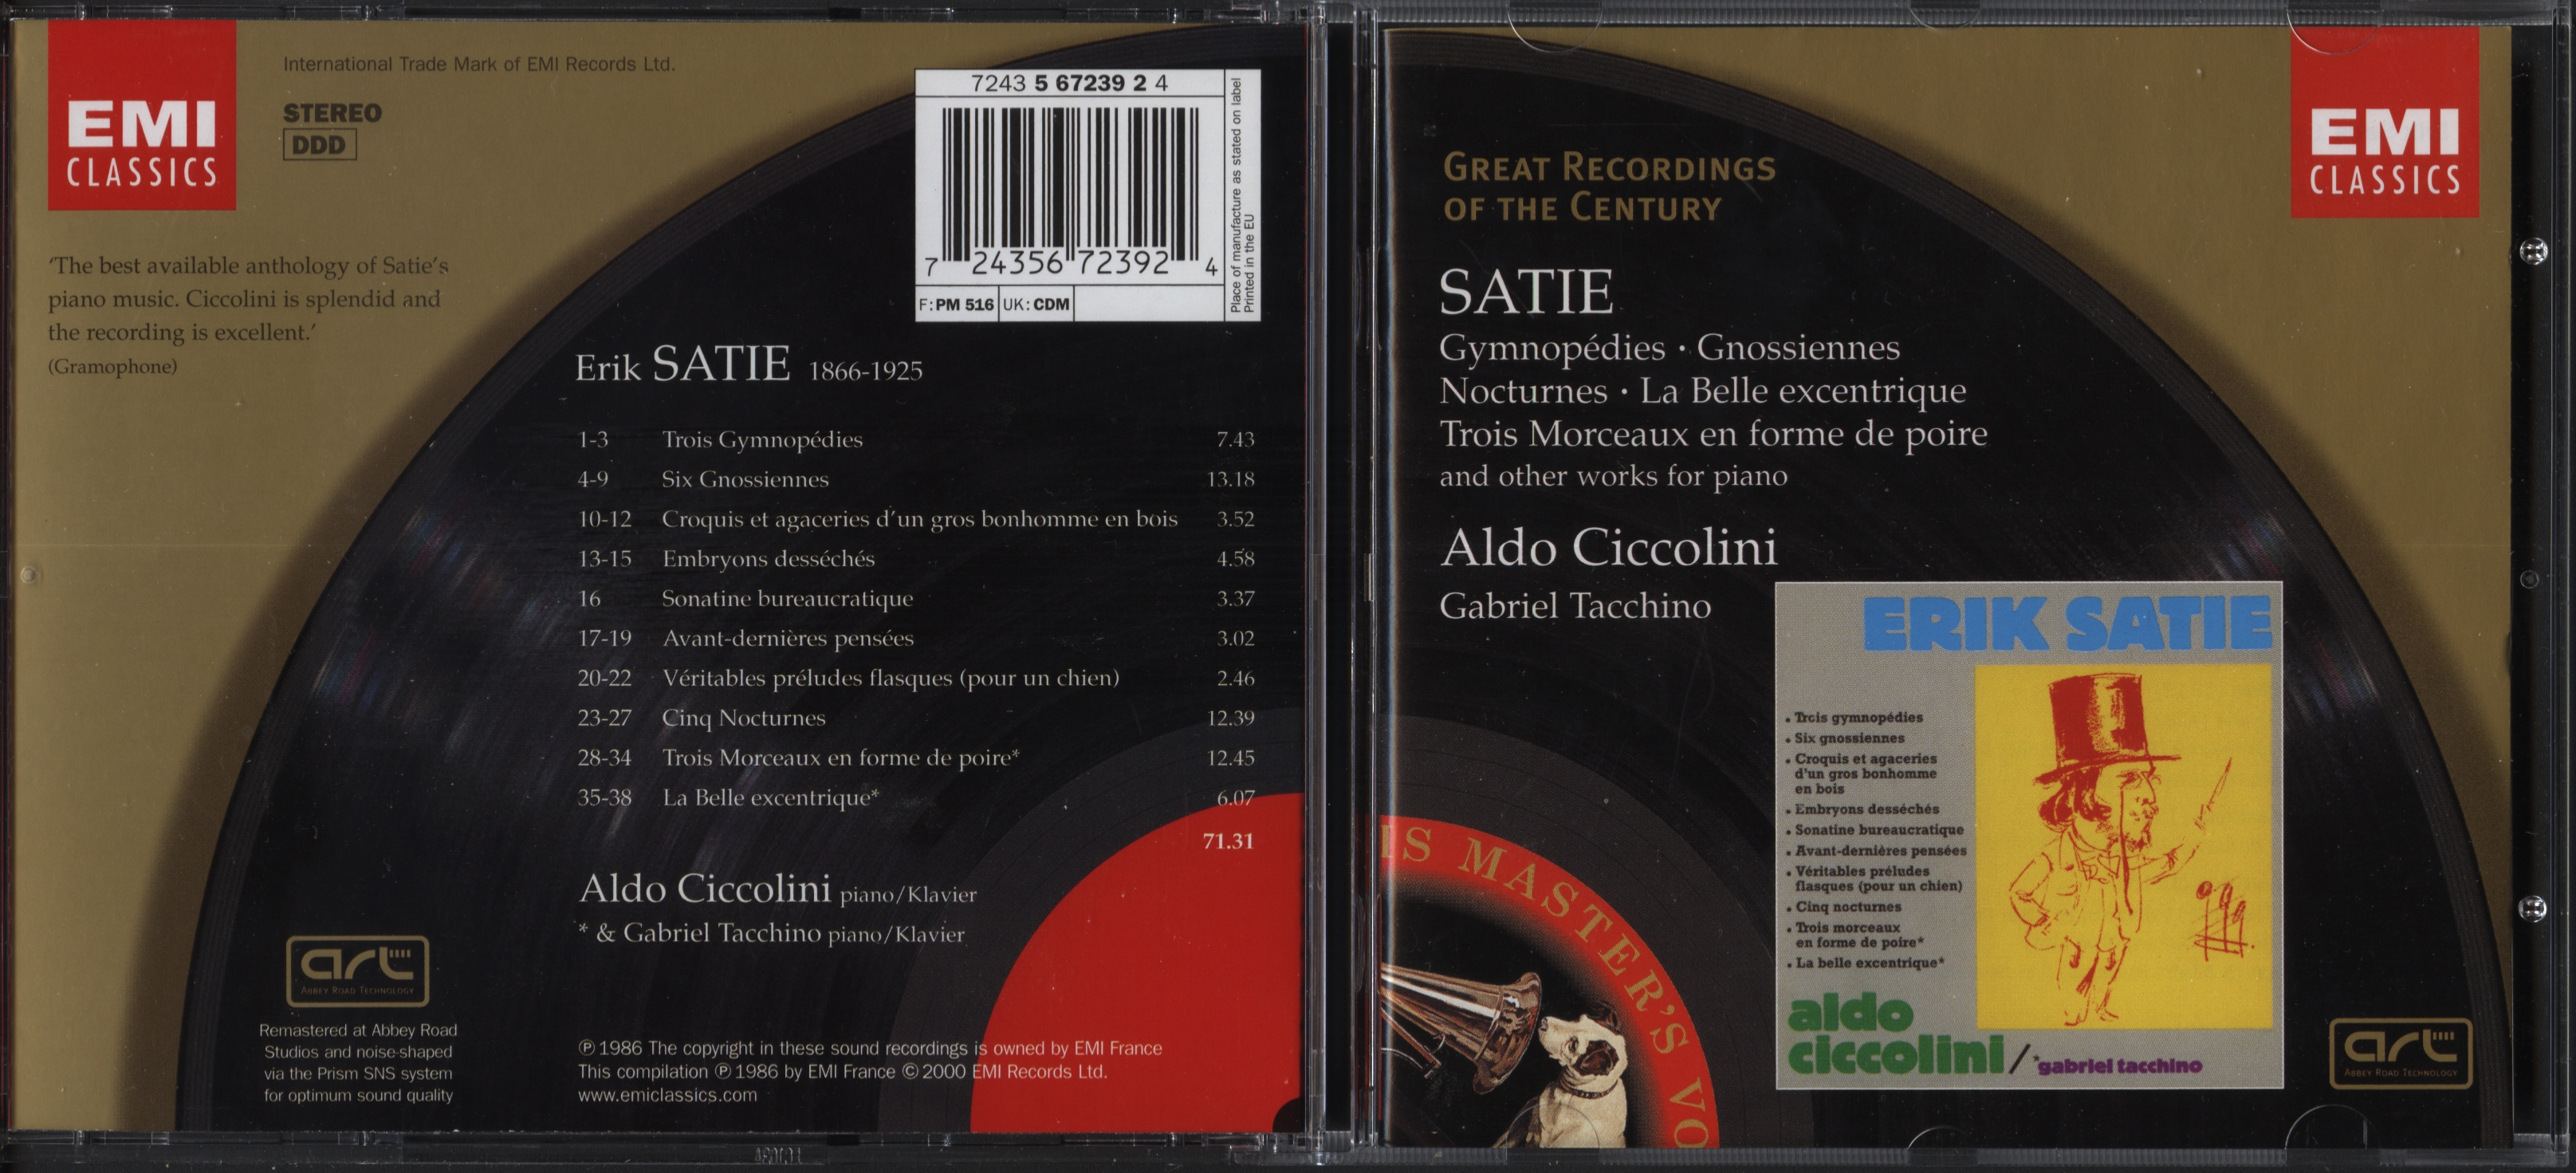 EMI
CLASSICS
International Trade Mark of EMI Records Ltd.
STEREO
DDD
'The best available anthology of Satie's
piano music. Ciccolini is splendid and
the recording is excellent.'
(Gramophone)
7243 5 67239 2 4
7 24356 72392 4
F: PM 516 UK: CDM
Place of manufacture as stated on label
Printed in the EU
Erik SATIE 1866-1925
1-3 Trois Gymnopédies 7.43
4-9 Six Gnossiennes 13.18
10-12 Croquis et agaceries d'un gros bonhomme en bois 3.52
13-15 Embryons desséchés 4.58
16 Sonatine bureaucratique 3.37
17-19 Avant-dernières pensées 3.02
20-22 Véritables préludes flasques (pour un chien) 2.46
23-27 Cinq Nocturnes 12.39
28-34 Trois Morceaux en forme de poire* 12.45
35-38 La Belle excentrique* 6.07
71.31
Aldo Ciccolini piano/Klavier
* & Gabriel Tacchino piano/Klavier
art
ABBEY ROAD TECHNOLOGY
Remastered at Abbey Road
Studios and noise-shaped
via the Prism SNS system
for optimum sound quality
℗ 1986 The copyright in these sound recordings is owned by EMI France
This compilation ℗ 1986 by EMI France © 2000 EMI Records Ltd.
www.emiclassics.com
GREAT RECORDINGS
OF THE CENTURY
EMI
CLASSICS
SATIE
Gymnopédies · Gnossiennes
Nocturnes · La Belle excentrique
Trois Morceaux en forme de poire
and other works for piano
Aldo Ciccolini
Gabriel Tacchino
ERIK SATIE
• Trois gymnopédies
• Six gnossiennes
• Croquis et agaceries
d'un gros bonhomme
en bois
• Embryons desséchés
• Sonatine bureaucratique
• Avant-dernières pensées
• Véritables préludes
flasques (pour un chien)
• Cinq nocturnes
• Trois morceaux
en forme de poire*
• La belle excentrique*
aldo
ciccolini / *gabriel tacchino
IS MASTER'S VO
art
ABBEY ROAD TECHNOLOGY